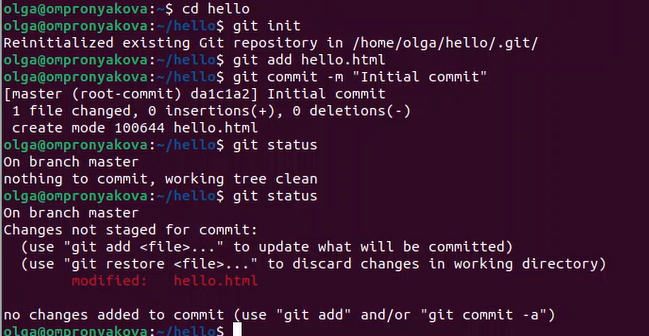 olga@ompronyakova:~$ cd hello
olga@ompronyakova:~/hello$ git init
Reinitialized existing Git repository in /home/olga/hello/.git/
olga@ompronyakova:~/hello$ git add hello.html
olga@ompronyakova:~/hello$ git commit -m "Initial commit"
[master (root-commit) da1c1a2] Initial commit
 1 file changed, 0 insertions(+), 0 deletions(-)
 create mode 100644 hello.html
olga@ompronyakova:~/hello$ git status
On branch master
nothing to commit, working tree clean
olga@ompronyakova:~/hello$ git status
On branch master
Changes not staged for commit:
  (use "git add <file>..." to update what will be committed)
  (use "git restore <file>..." to discard changes in working directory)
        modified:   hello.html

no changes added to commit (use "git add" and/or "git commit -a")
olga@ompronyakova:~/hello$